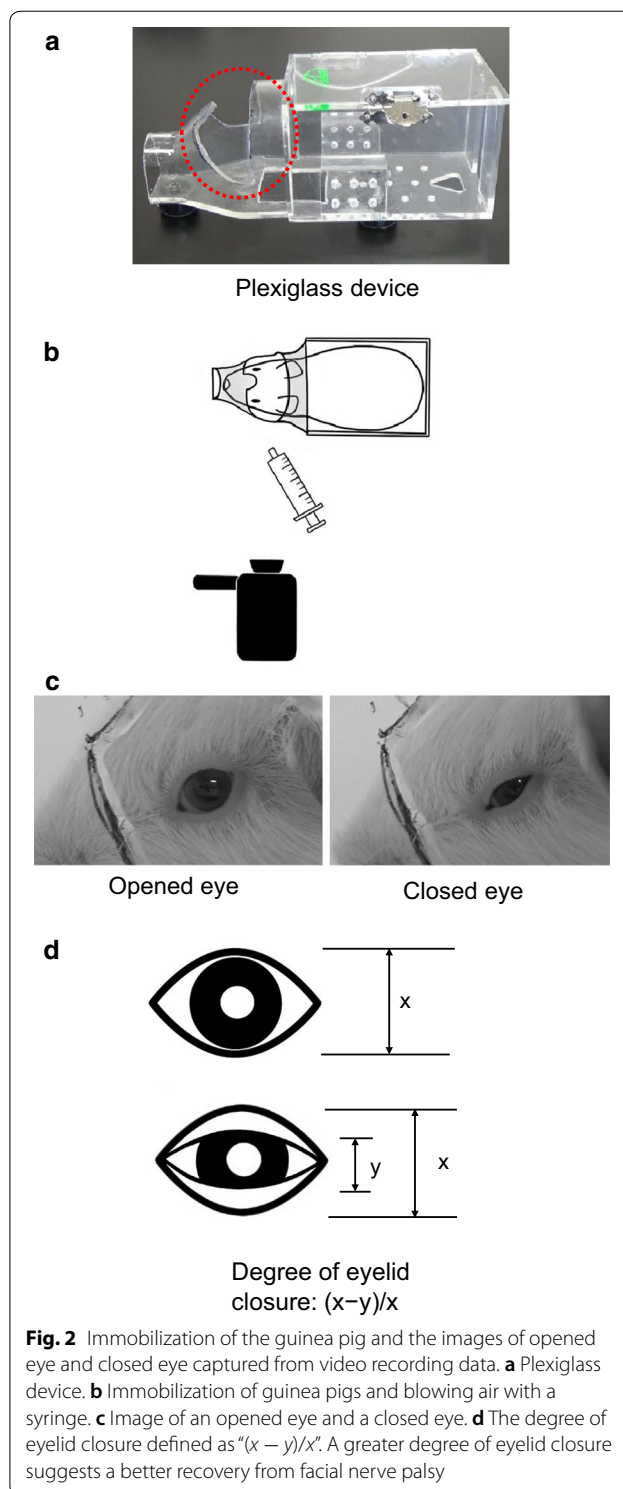 a
Plexiglass device
b
c
Opened eye
Closed eye
d
x
y
x
Degree of eyelid
closure: (x−y)/x
Fig. 2 Immobilization of the guinea pig and the images of opened
eye and closed eye captured from video recording data. a Plexiglass
device. b Immobilization of guinea pigs and blowing air with a
syringe. c Image of an opened eye and a closed eye. d The degree of
eyelid closure defined as “(x − y)/x”. A greater degree of eyelid closure
suggests a better recovery from facial nerve palsy